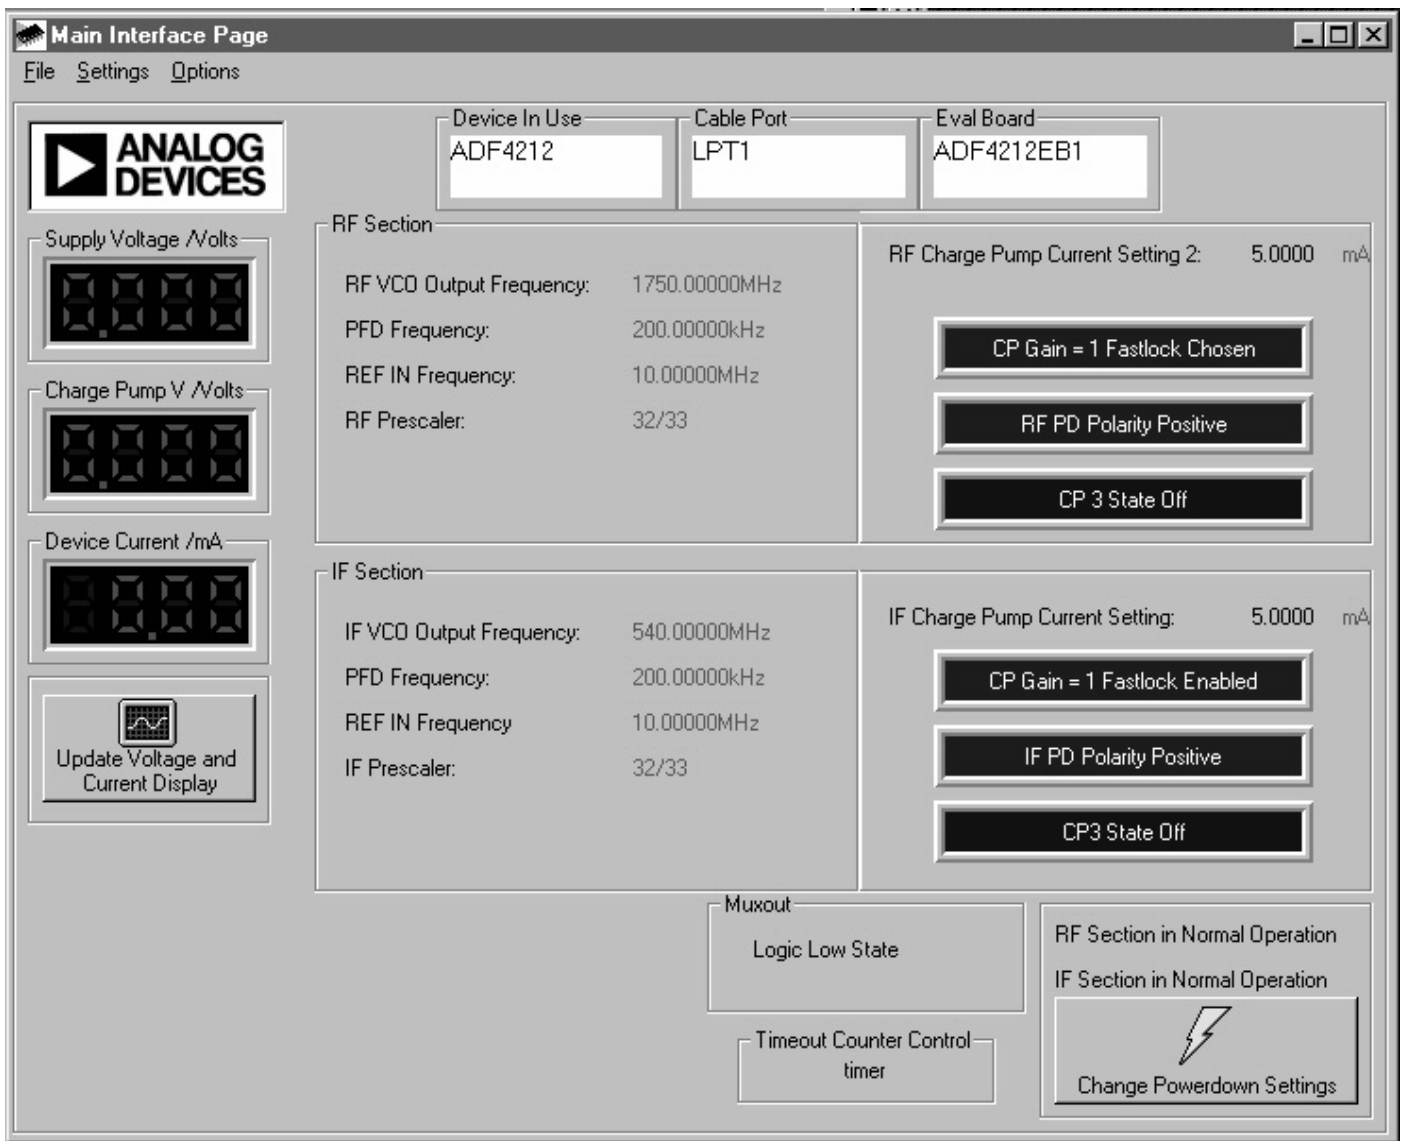 Main Interface Page
File Settings Options
ANALOG
DEVICES
Device In Use
ADF4212
Cable Port
LPT1
Eval Board
ADF4212EB1
Supply Voltage /Volts
Charge Pump V /Volts
Device Current /mA
Update Voltage and
Current Display
RF Section
RF VCO Output Frequency: 1750.00000MHz
PFD Frequency: 200.00000kHz
REF IN Frequency: 10.00000MHz
RF Prescaler: 32/33
RF Charge Pump Current Setting 2: 5.0000 mA
CP Gain = 1 Fastlock Chosen
RF PD Polarity Positive
CP 3 State Off
IF Section
IF VCO Output Frequency: 540.00000MHz
PFD Frequency: 200.00000kHz
REF IN Frequency 10.00000MHz
IF Prescaler: 32/33
IF Charge Pump Current Setting: 5.0000 mA
CP Gain = 1 Fastlock Enabled
IF PD Polarity Positive
CP3 State Off
Muxout
Logic Low State
Timeout Counter Control
timer
RF Section in Normal Operation
IF Section in Normal Operation
Change Powerdown Settings